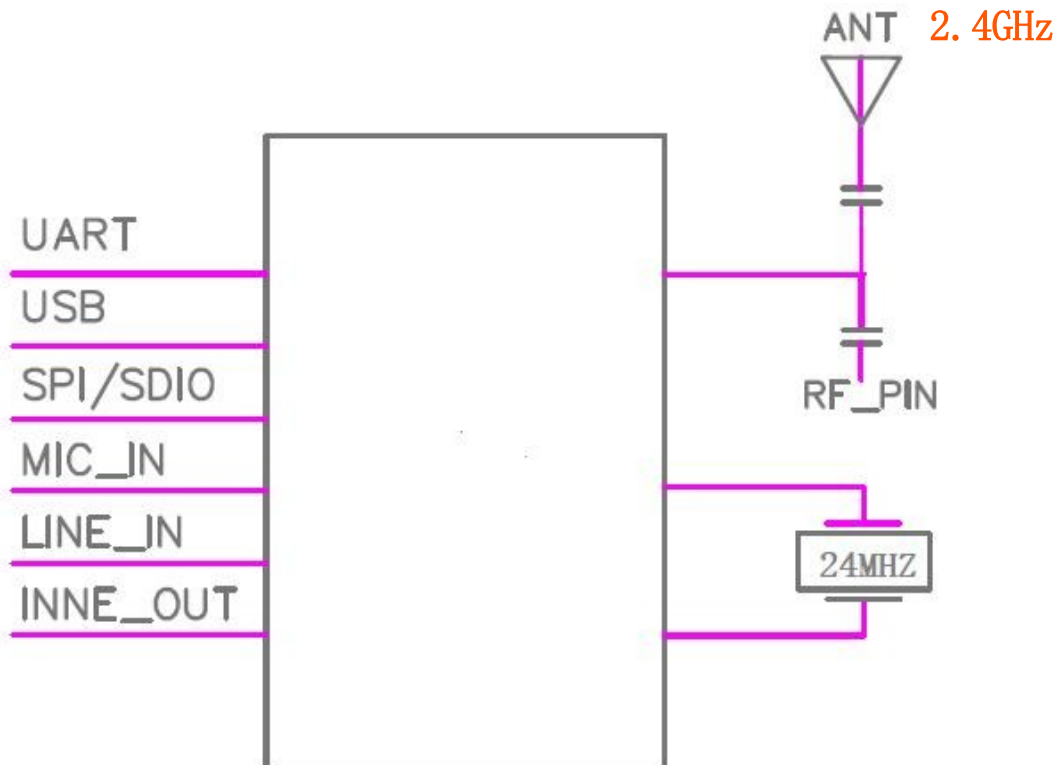 ANT 2.4GHz
UART
USB
SPI/SDIO
RF_PIN
MIC_IN
LINE_IN
24MHZ
INNE_OUT